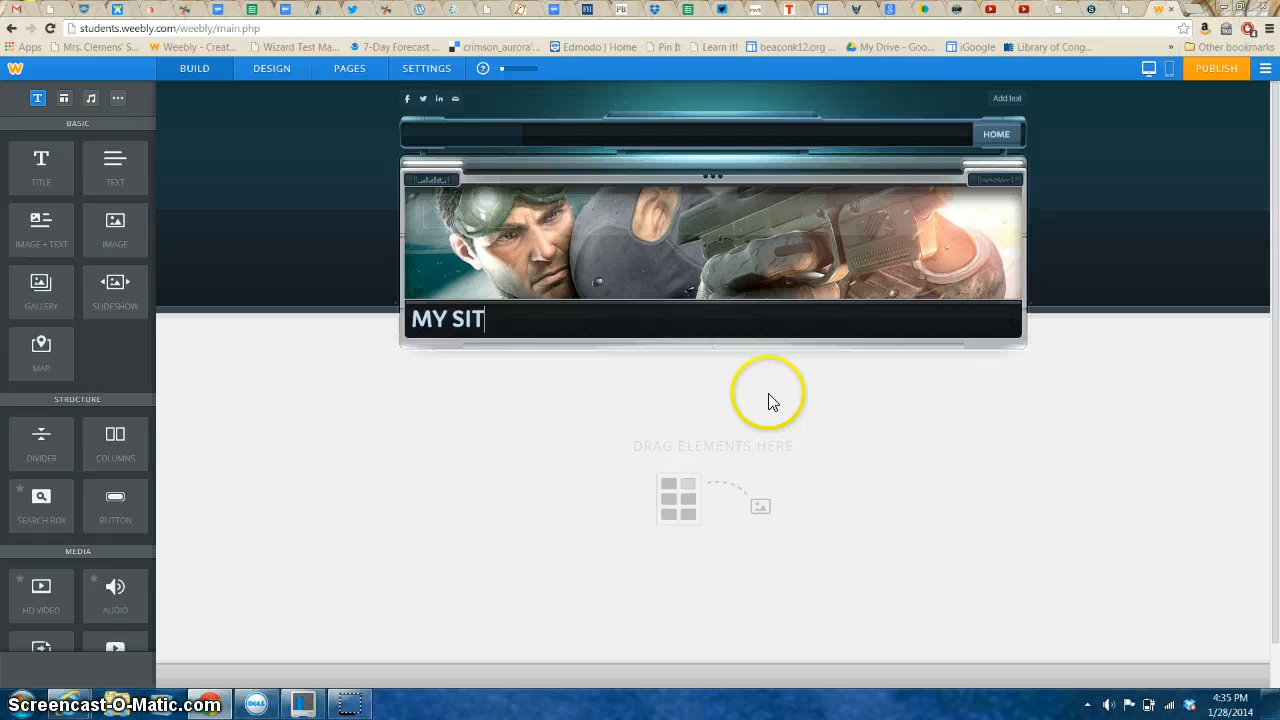 students.weebly.com/weebly/main.php
Apps Mrs. Clemens' S... Weebly - Creat... Wizard Test Ma... 7-Day Forecast ... crimson_aurora'... Edmodo | Home Pin It Learn it! beaconk12.org ... My Drive - Goo... iGoogle Library of Cong... » Other bookmarks
BUILD DESIGN PAGES SETTINGS ? PUBLISH
Add text
BASIC
HOME
TITLE TEXT
IMAGE + TEXT IMAGE
GALLERY SLIDESHOW
MY SIT
MAP
STRUCTURE
DRAG ELEMENTS HERE
DIVIDER COLUMNS
SEARCH BOX BUTTON
MEDIA
HD VIDEO AUDIO
4:35 PM
Screencast-O-Matic.com
1/28/2014